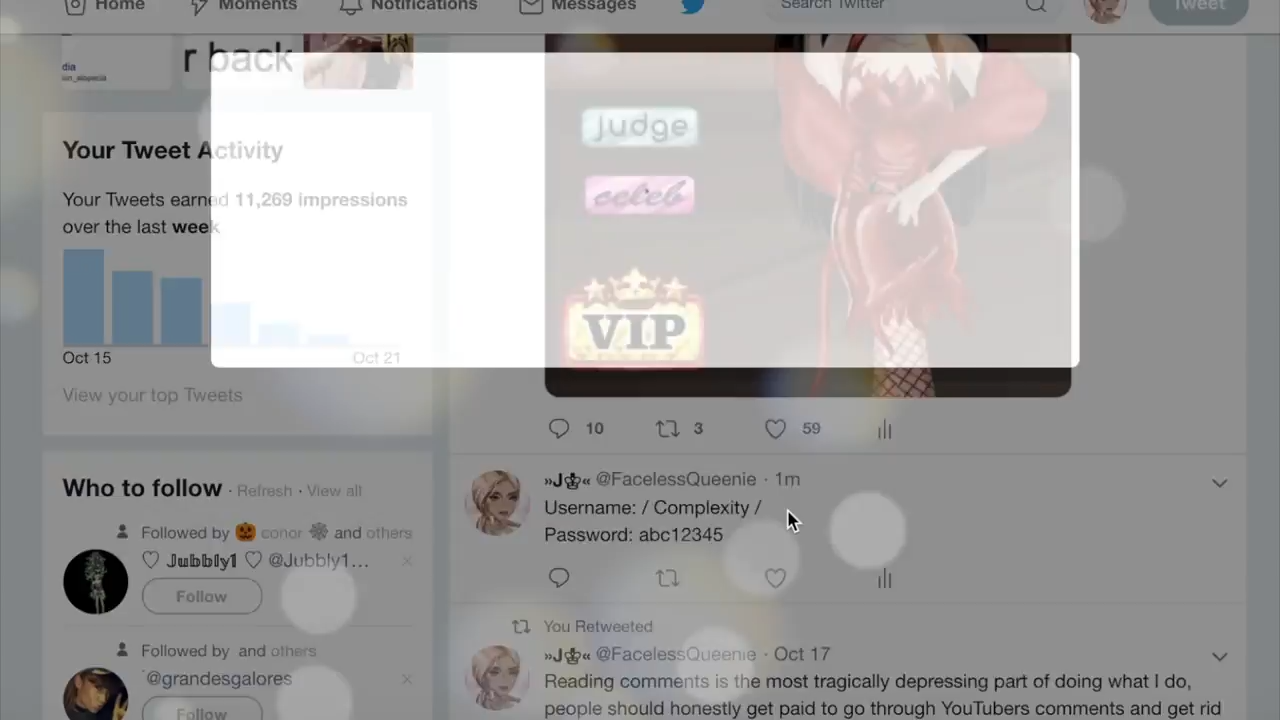 Home Moments Notifications Messages Search Twitter Tweet
dia
r back
Your Tweet Activity
Your Tweets earned 11,269 impressions
over the last week
Oct 15 Oct 21
View your top Tweets
Who to follow · Refresh · View all
Followed by 🎃 conor 🕸 and others
♡ 𝕁𝕦𝕓𝕓𝕝𝕪𝟙 ♡ @Jubbly1...
Follow
Followed by and others
@grandesgalores
Follow
judge
celeb
VIP
10 3 59
»J♔« @FacelessQueenie · 1m
Username: / Complexity /
Password: abc12345
You Retweeted
»J♔« @FacelessQueenie · Oct 17
Reading comments is the most tragically depressing part of doing what I do,
people should honestly get paid to go through YouTubers comments and get rid